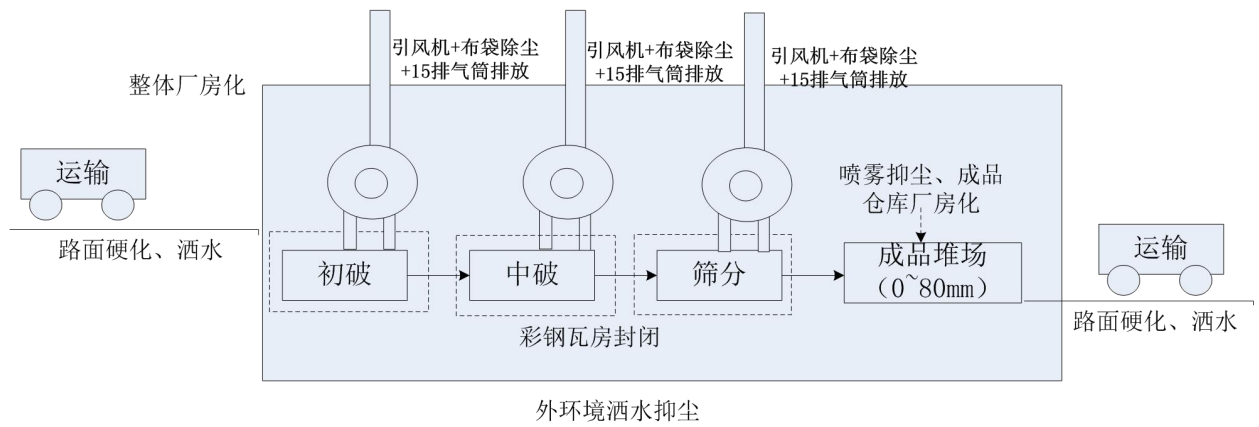 引风机+布袋除尘
+15排气筒排放
引风机+布袋除尘
+15排气筒排放
引风机+布袋除尘
+15排气筒排放
整体厂房化
运输
路面硬化、洒水
喷雾抑尘、成品
仓库厂房化
初破
中破
筛分
成品堆场
（0~80mm）
运输
路面硬化、洒水
彩钢瓦房封闭
外环境洒水抑尘